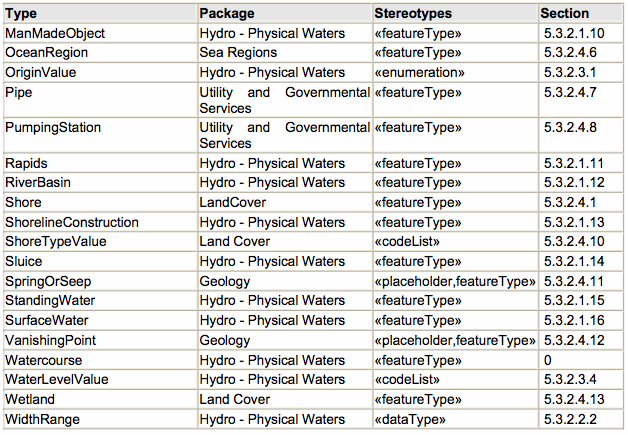 Type Package Stereotypes Section
ManMadeObject Hydro - Physical Waters «featureType» 5.3.2.1.10
OceanRegion Sea Regions «featureType» 5.3.2.4.6
OriginValue Hydro - Physical Waters «enumeration» 5.3.2.3.1
Pipe Utility and Governmental «featureType» 5.3.2.4.7
Services
PumpingStation Utility and Governmental «featureType» 5.3.2.4.8
Services
Rapids Hydro - Physical Waters «featureType» 5.3.2.1.11
RiverBasin Hydro - Physical Waters «featureType» 5.3.2.1.12
Shore LandCover «featureType» 5.3.2.4.1
ShorelineConstruction Hydro - Physical Waters «featureType» 5.3.2.1.13
ShoreTypeValue Land Cover «codeList» 5.3.2.4.10
Sluice Hydro - Physical Waters «featureType» 5.3.2.1.14
SpringOrSeep Geology «placeholder,featureType» 5.3.2.4.11
StandingWater Hydro - Physical Waters «featureType» 5.3.2.1.15
SurfaceWater Hydro - Physical Waters «featureType» 5.3.2.1.16
VanishingPoint Geology «placeholder,featureType» 5.3.2.4.12
Watercourse Hydro - Physical Waters «featureType» 0
WaterLevelValue Hydro - Physical Waters «codeList» 5.3.2.3.4
Wetland Land Cover «featureType» 5.3.2.4.13
WidthRange Hydro - Physical Waters «dataType» 5.3.2.2.2